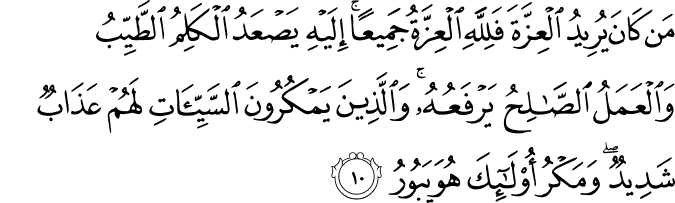 مَن كَانَ يُرِيدُ ٱلْعِزَّةَ فَلِلَّهِ ٱلْعِزَّةُ جَمِيعًا ۚ إِلَيْهِ يَصْعَدُ ٱلْكَلِمُ ٱلطَّيِّبُ
وَٱلْعَمَلُ ٱلصَّـٰلِحُ يَرْفَعُهُۥ ۚ وَٱلَّذِينَ يَمْكُرُونَ ٱلسَّيِّـَٔاتِ لَهُمْ عَذَابٌ
شَدِيدٌ ۖ وَمَكْرُ أُو۟لَـٰٓئِكَ هُوَ يَبُورُ ١٠